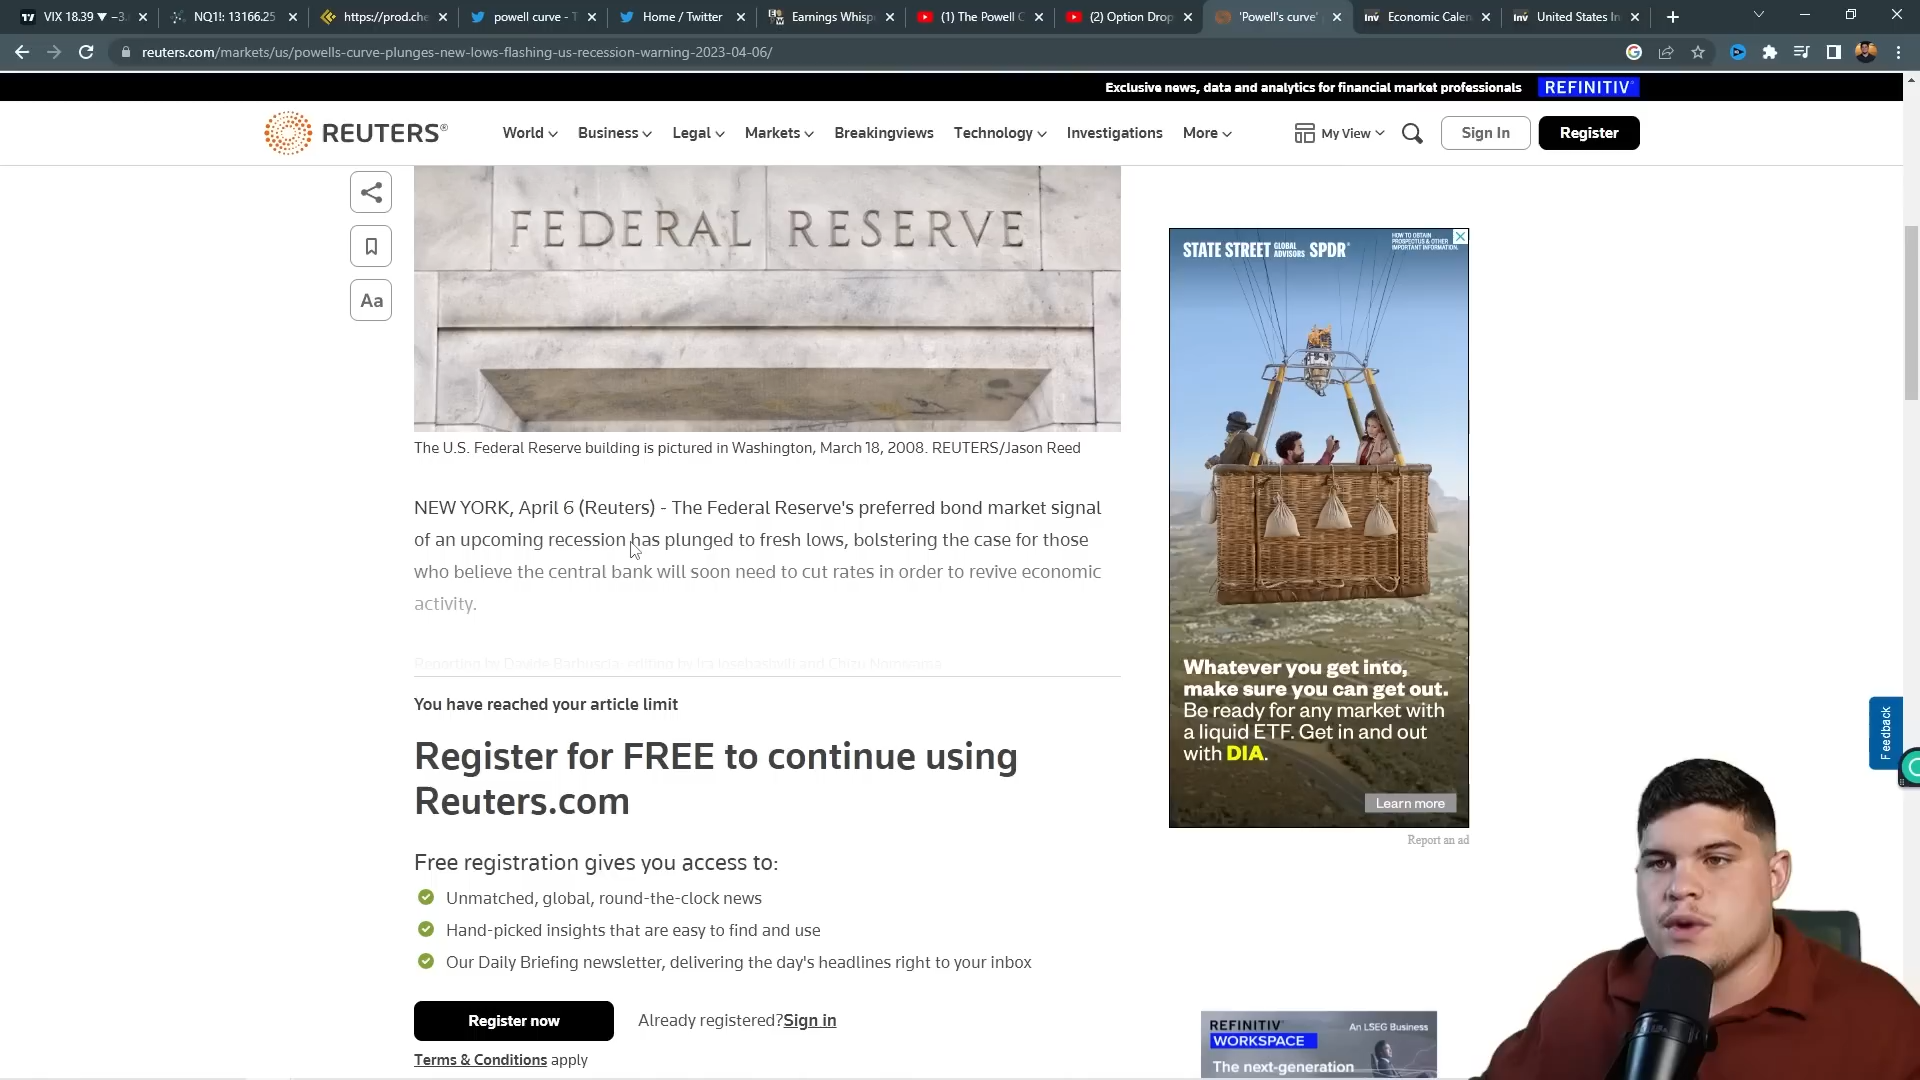 VIX 18.39 ▼ −3.
NQ1!: 13166.25
https://prod.che
powell curve - T
Home / Twitter
Earnings Whisp
(1) The Powell C
(2) Option Drop
'Powell's curve'
Economic Calen
United States In
reuters.com/markets/us/powells-curve-plunges-new-lows-flashing-us-recession-warning-2023-04-06/
Exclusive news, data and analytics for financial market professionals REFINITIV
REUTERS®
World Business Legal Markets Breakingviews Technology Investigations More
My View
Sign In
Register
FEDERAL RESERVE
Aa
The U.S. Federal Reserve building is pictured in Washington, March 18, 2008. REUTERS/Jason Reed
NEW YORK, April 6 (Reuters) - The Federal Reserve's preferred bond market signal
of an upcoming recession has plunged to fresh lows, bolstering the case for those
who believe the central bank will soon need to cut rates in order to revive economic
activity.
You have reached your article limit
Register for FREE to continue using
Reuters.com
Free registration gives you access to:
Unmatched, global, round-the-clock news
Hand-picked insights that are easy to find and use
Our Daily Briefing newsletter, delivering the day's headlines right to your inbox
Register now
Already registered?Sign in
Terms & Conditions apply
STATE STREET GLOBAL ADVISORS SPDR®
HOW TO OBTAIN
PROSPECTUS & OTHER
IMPORTANT INFORMATION.
Whatever you get into,
make sure you can get out.
Be ready for any market with
a liquid ETF. Get in and out
with DIA.
Learn more
Report an ad
Feedback
REFINITIV
WORKSPACE
An LSEG Business
The next-generation